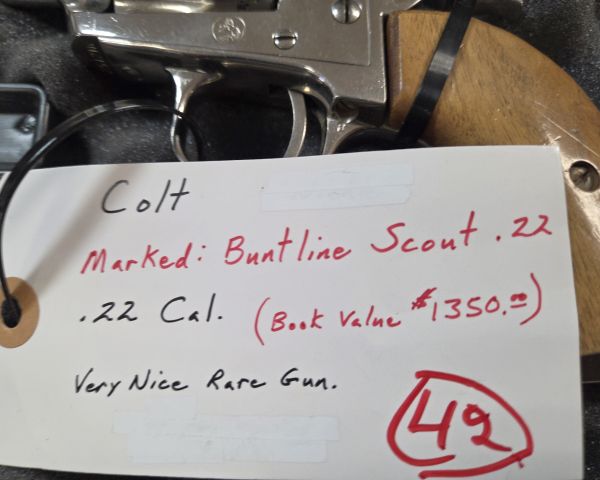 Colt
Marked: Buntline Scout .22
.22 Cal. (Book Value $1350.00)
Very Nice Rare Gun.
42